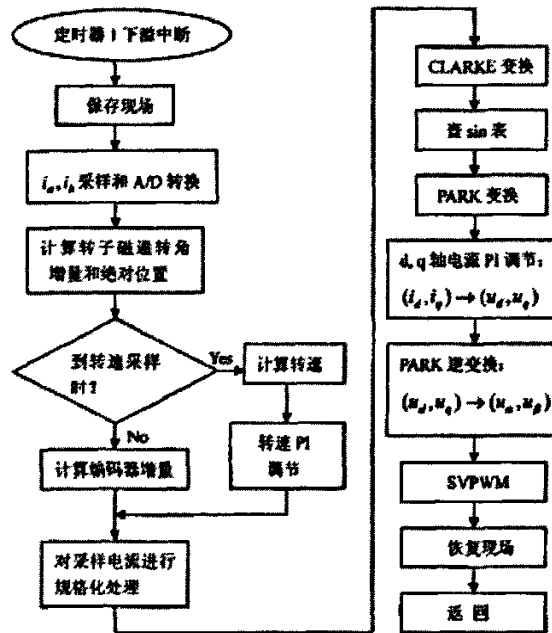 定时器1下溢中断
保存现场
i_a, i_b 采样和 A/D 转换
计算转子磁通转角
增量和绝对位置
到转速采样
时?
Yes
计算转速
转速 PI
调节
No
计算编码器增量
对采样电流进行
规格化处理
CLARKE 变换
查 sin 表
PARK 变换
d, q 轴电流 PI 调节:
(i_d, i_q) → (u_d, u_q)
PARK 逆变换:
(u_d, u_q) → (u_α, u_β)
SVPWM
恢复现场
返 回